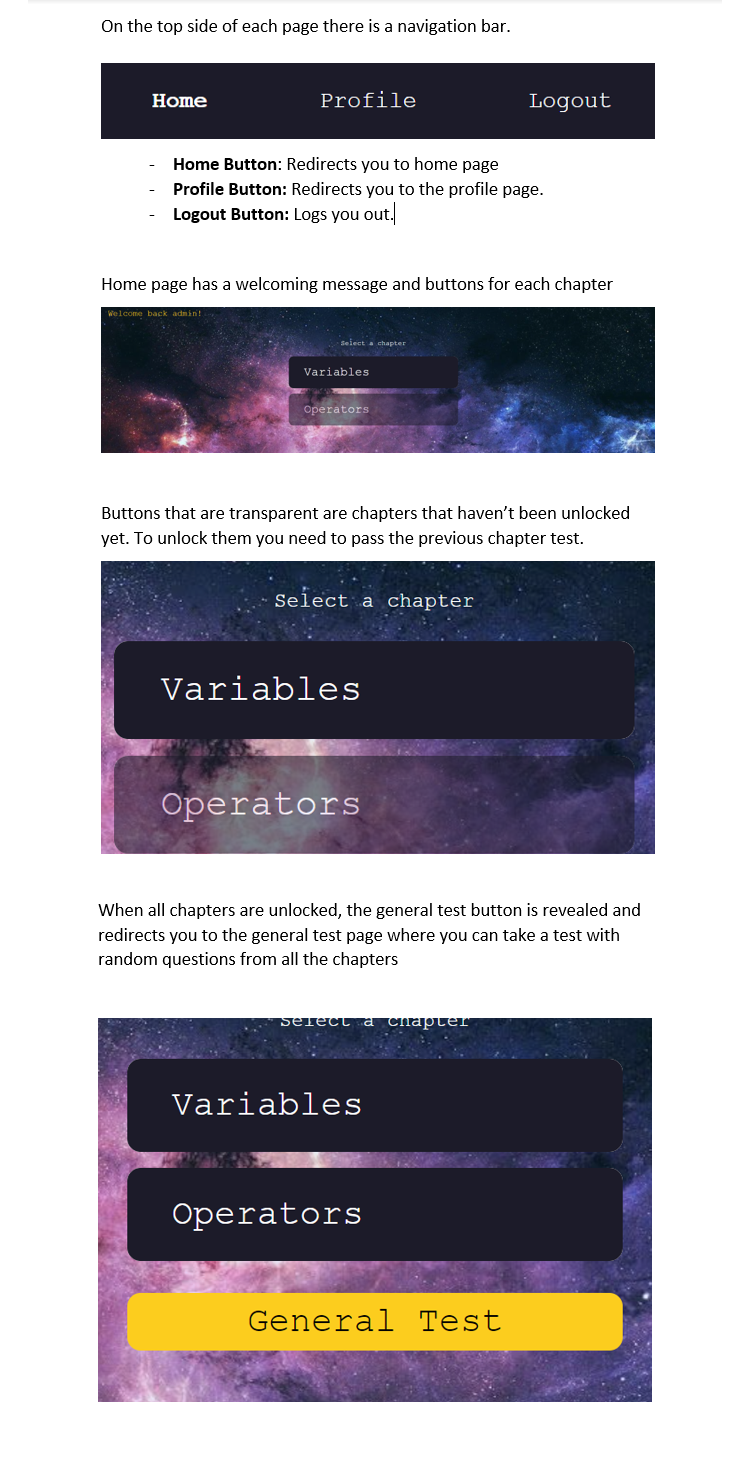 On the top side of each page there is a navigation bar.
Home Profile Logout
- Home Button: Redirects you to home page
- Profile Button: Redirects you to the profile page.
- Logout Button: Logs you out.
Home page has a welcoming message and buttons for each chapter
Welcome back admin!
Select a chapter
Variables
Operators
Buttons that are transparent are chapters that haven’t been unlocked
yet. To unlock them you need to pass the previous chapter test.
Select a chapter
Variables
Operators
When all chapters are unlocked, the general test button is revealed and
redirects you to the general test page where you can take a test with
random questions from all the chapters
Select a chapter
Variables
Operators
General Test